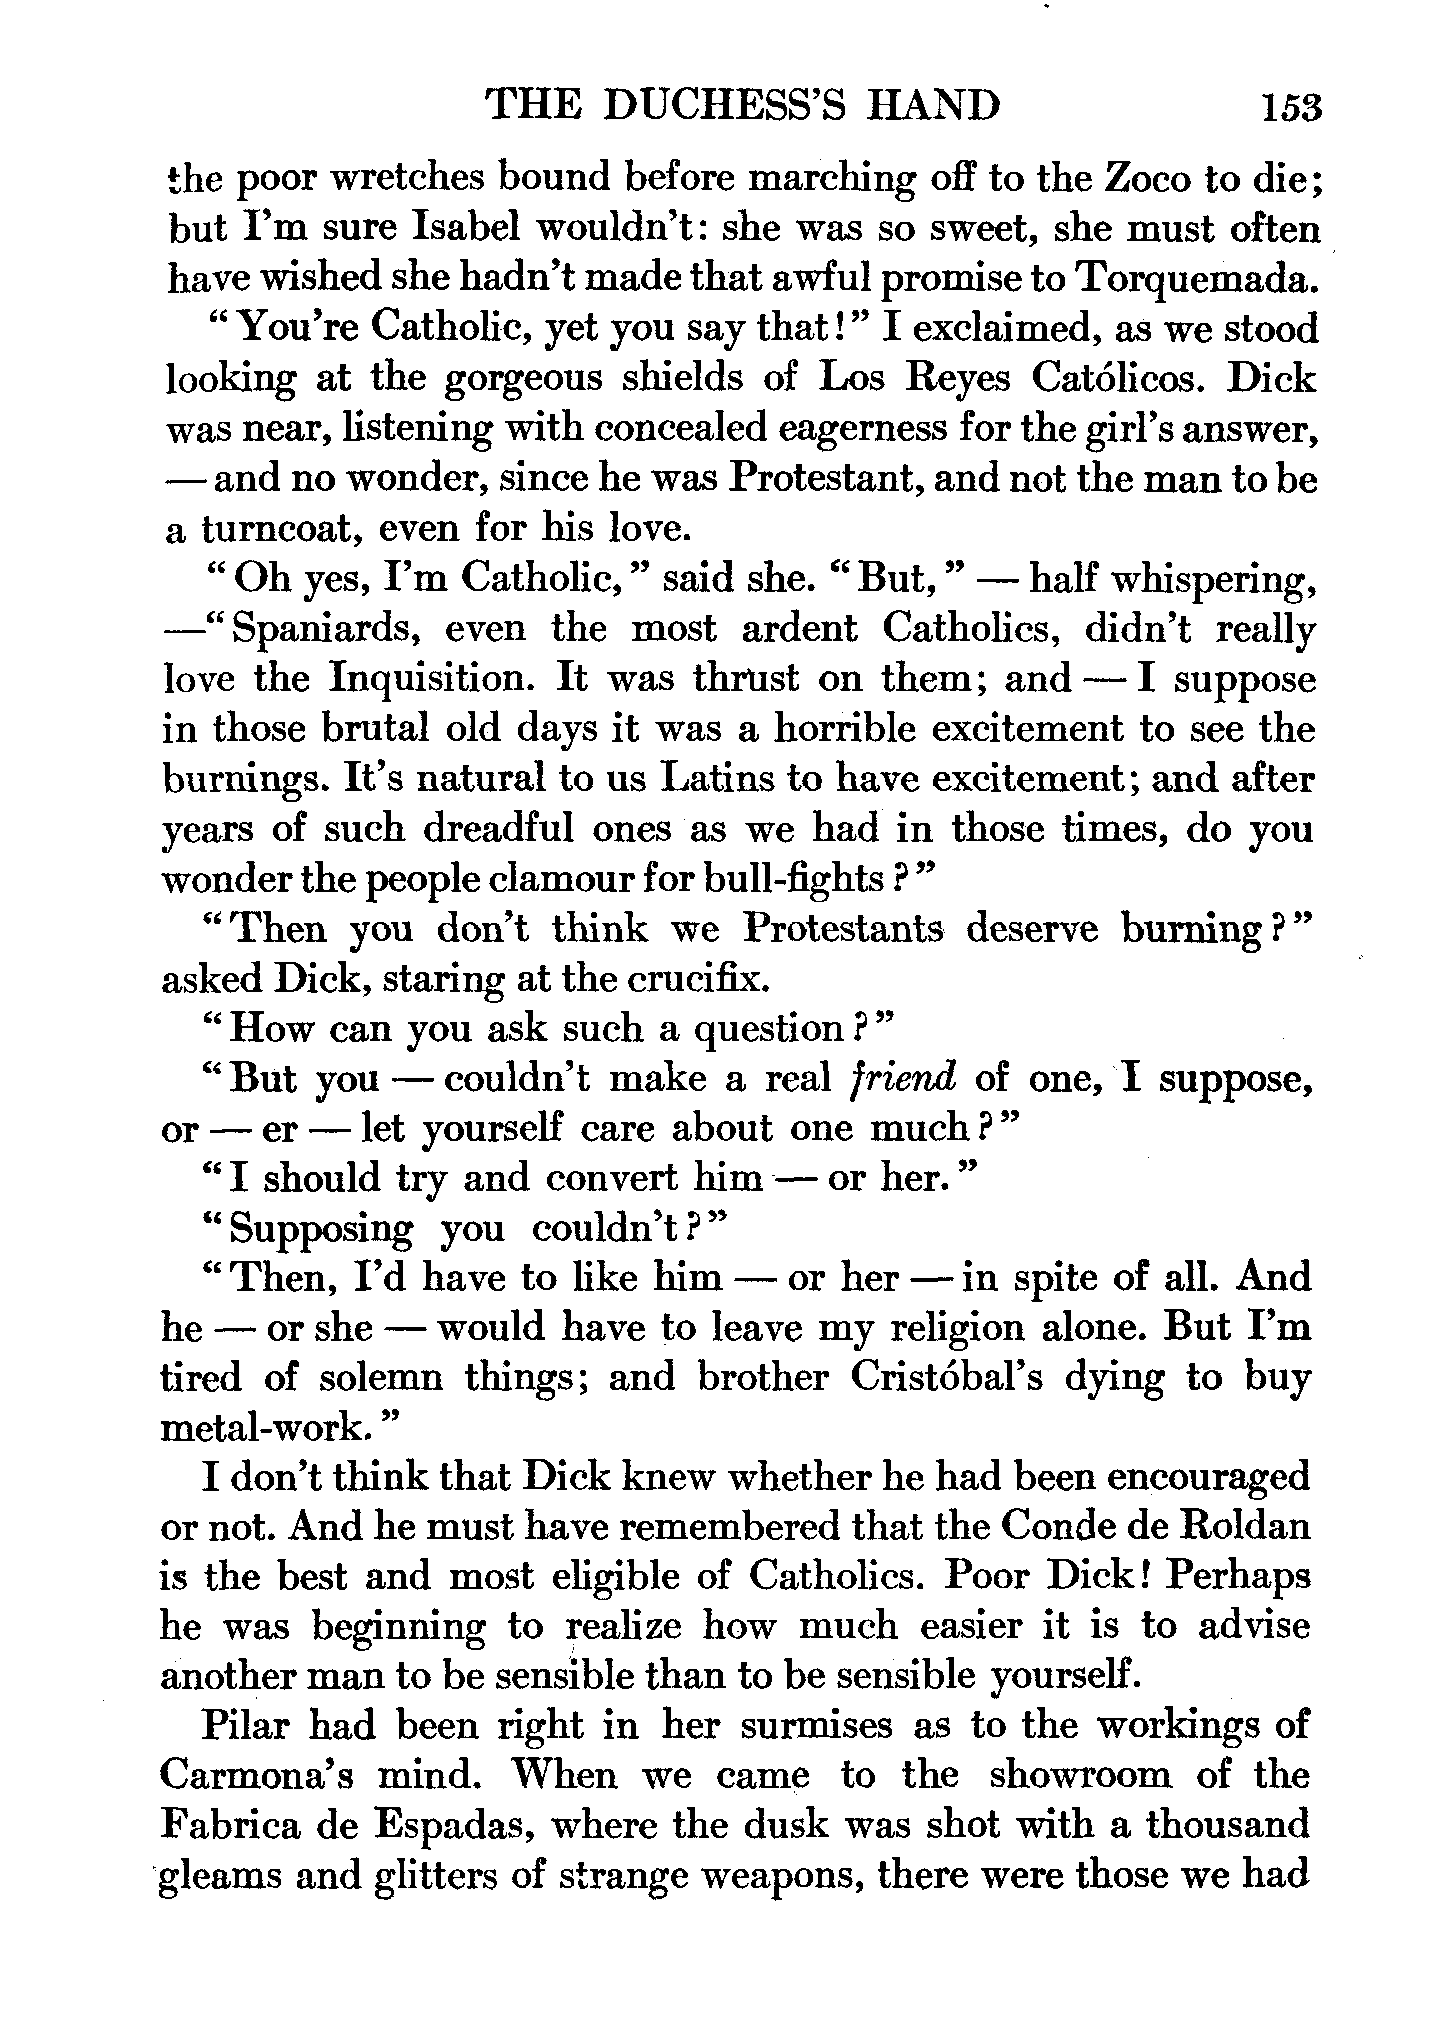 THE DUCHESS'S HAND 153
the poor wretches bound before marching off to the Zoco to die;
but I'm sure Isabel wouldn't: she was so sweet, she must often
have wished she hadn't made that awful promise to Torquemada.
"You're Catholic, yet you say that!" I exclaimed, as we stood
looking at the gorgeous shields of Los Reyes Católicos. Dick
was near, listening with concealed eagerness for the girl's answer,
— and no wonder, since he was Protestant, and not the man to be
a turncoat, even for his love.
"Oh yes, I'm Catholic," said she. "But," — half whispering,
—"Spaniards, even the most ardent Catholics, didn't really
love the Inquisition. It was thrust on them; and — I suppose
in those brutal old days it was a horrible excitement to see the
burnings. It's natural to us Latins to have excitement; and after
years of such dreadful ones as we had in those times, do you
wonder the people clamour for bull-fights?"
"Then you don't think we Protestants deserve burning?"
asked Dick, staring at the crucifix.
"How can you ask such a question?"
"But you — couldn't make a real friend of one, I suppose,
or — er — let yourself care about one much?"
"I should try and convert him — or her."
"Supposing you couldn't?"
"Then, I'd have to like him — or her — in spite of all. And
he — or she — would have to leave my religion alone. But I'm
tired of solemn things; and brother Cristóbal's dying to buy
metal-work."
I don't think that Dick knew whether he had been encouraged
or not. And he must have remembered that the Conde de Roldan
is the best and most eligible of Catholics. Poor Dick! Perhaps
he was beginning to realize how much easier it is to advise
another man to be sensible than to be sensible yourself.
Pilar had been right in her surmises as to the workings of
Carmona's mind. When we came to the showroom of the
Fabrica de Espadas, where the dusk was shot with a thousand
gleams and glitters of strange weapons, there were those we had